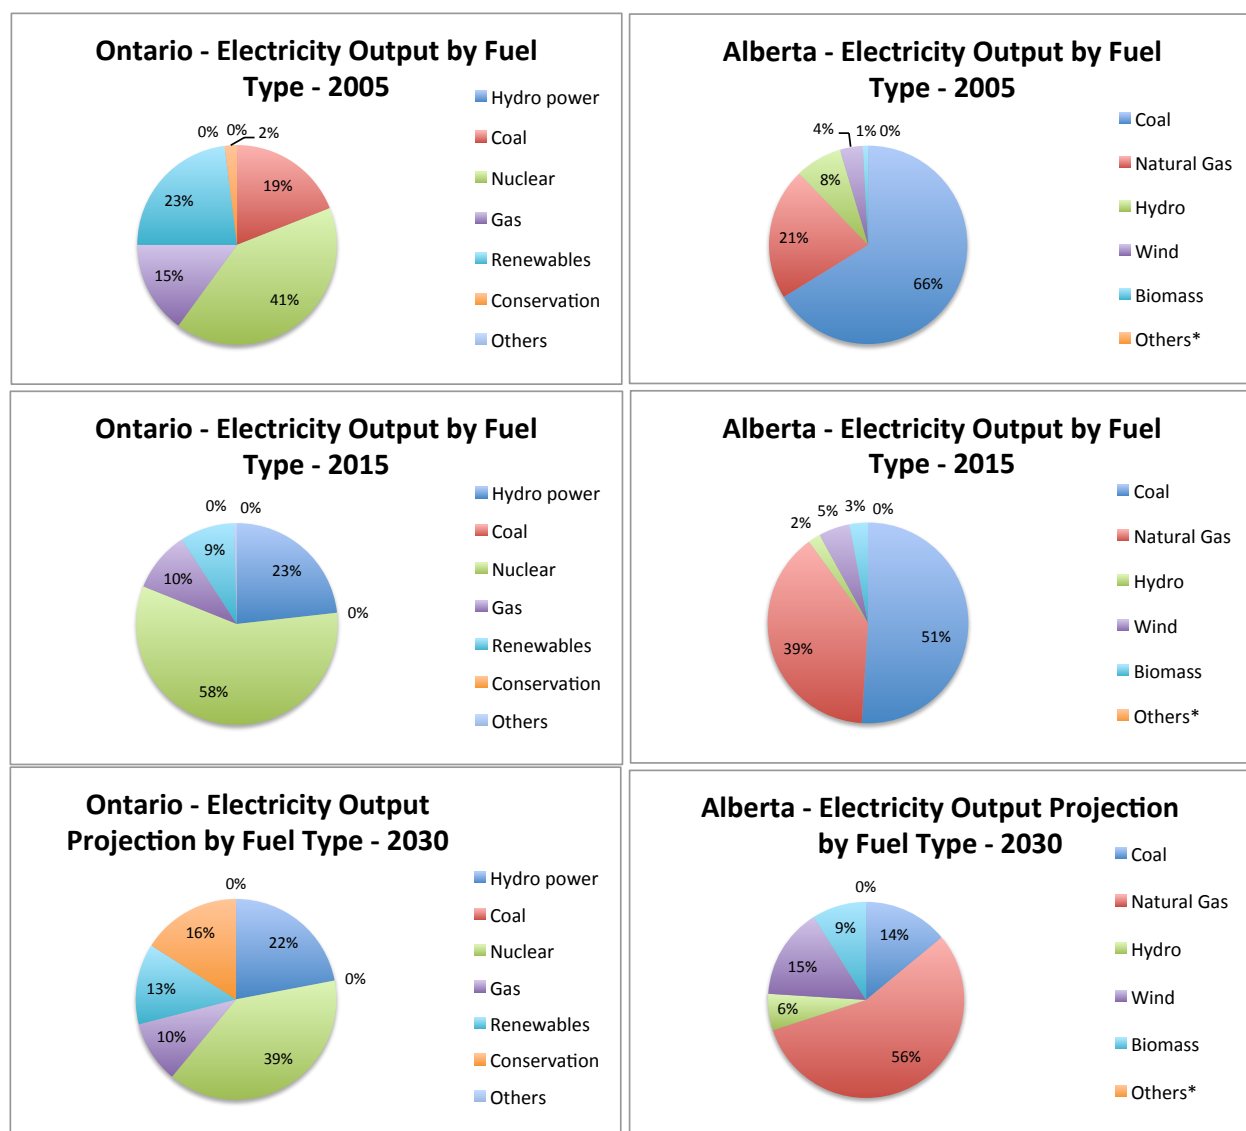 Ontario - Electricity Output by Fuel
Type - 2005
0% 0% 2%
19%
23%
15%
41%
Hydro power
Coal
Nuclear
Gas
Renewables
Conservation
Others
Alberta - Electricity Output by Fuel
Type - 2005
4% 1% 0%
8%
21%
66%
Coal
Natural Gas
Hydro
Wind
Biomass
Others*
Ontario - Electricity Output by Fuel
Type - 2015
0% 0%
9%
23%
10%
0%
58%
Hydro power
Coal
Nuclear
Gas
Renewables
Conservation
Others
Alberta - Electricity Output by Fuel
Type - 2015
2% 5% 3% 0%
39%
51%
Coal
Natural Gas
Hydro
Wind
Biomass
Others*
Ontario - Electricity Output
Projection by Fuel Type - 2030
0%
16%
22%
0%
13%
10%
39%
Hydro power
Coal
Nuclear
Gas
Renewables
Conservation
Others
Alberta - Electricity Output Projection
by Fuel Type - 2030
0%
9%
14%
15%
6%
56%
Coal
Natural Gas
Hydro
Wind
Biomass
Others*